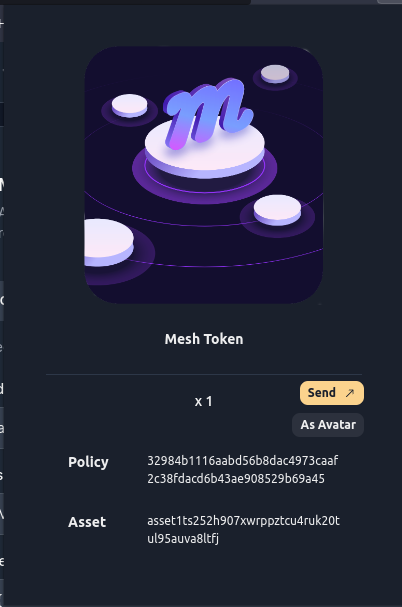 m
Mesh Token
x 1
Send
As Avatar
Policy
32984b1116aabd56b8dac4973caaf
2c38fdacd6b43ae908529b69a45
Asset
asset1ts252h907xwrppztcu4ruk20t
ul95auva8ltfj